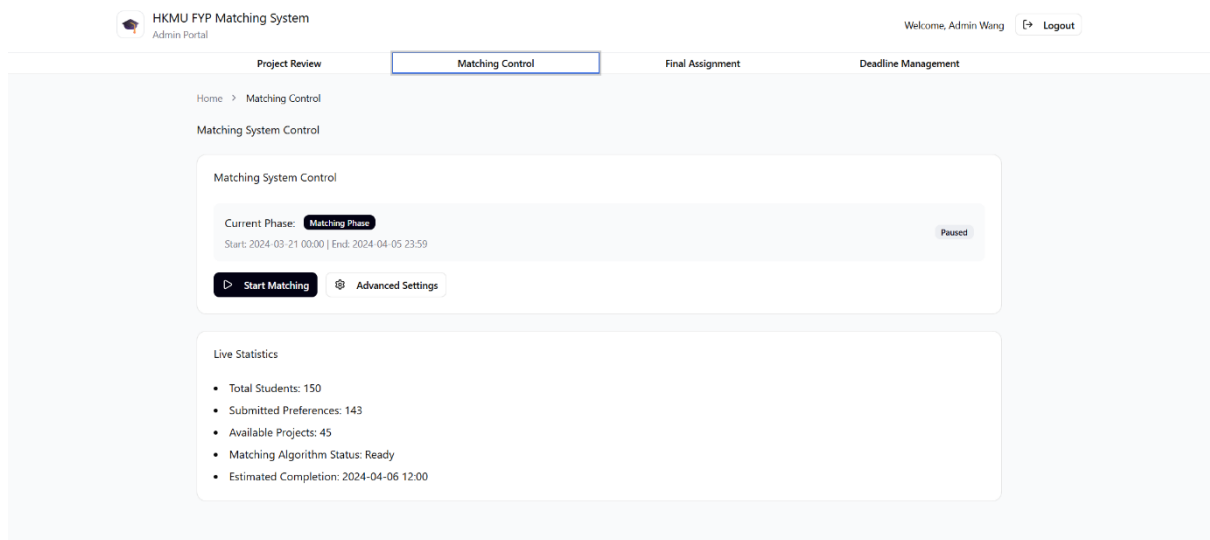 HKMU FYP Matching System
Admin Portal
Welcome, Admin Wang
Logout
Project Review
Matching Control
Final Assignment
Deadline Management
Home > Matching Control
Matching System Control
Matching System Control
Current Phase: Matching Phase
Start: 2024-03-21 00:00 | End: 2024-04-05 23:59
Paused
Start Matching
Advanced Settings
Live Statistics
• Total Students: 150
• Submitted Preferences: 143
• Available Projects: 45
• Matching Algorithm Status: Ready
• Estimated Completion: 2024-04-06 12:00